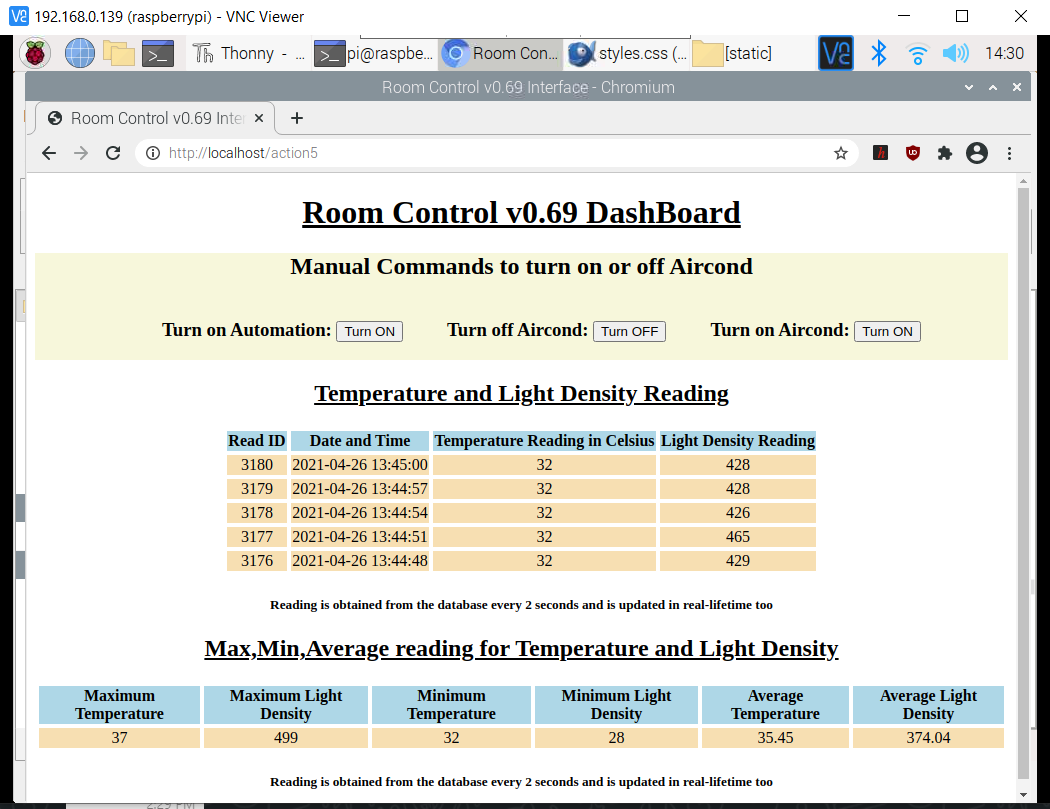 192.168.0.139 (raspberrypi) - VNC Viewer
Thonny - ...
pi@raspbe...
Room Con...
styles.css (...
[static]
14:30
Room Control v0.69 Interface - Chromium
Room Control v0.69 Inte
http://localhost/action5
Room Control v0.69 DashBoard
Manual Commands to turn on or off Aircond
Turn on Automation: Turn ON Turn off Aircond: Turn OFF Turn on Aircond: Turn ON
Temperature and Light Density Reading
Read ID Date and Time Temperature Reading in Celsius Light Density Reading
3180 2021-04-26 13:45:00 32 428
3179 2021-04-26 13:44:57 32 428
3178 2021-04-26 13:44:54 32 426
3177 2021-04-26 13:44:51 32 465
3176 2021-04-26 13:44:48 32 429
Reading is obtained from the database every 2 seconds and is updated in real-lifetime too
Max,Min,Average reading for Temperature and Light Density
Maximum Temperature Maximum Light Density Minimum Temperature Minimum Light Density Average Temperature Average Light Density
37 499 32 28 35.45 374.04
Reading is obtained from the database every 2 seconds and is updated in real-lifetime too
2:29 PM